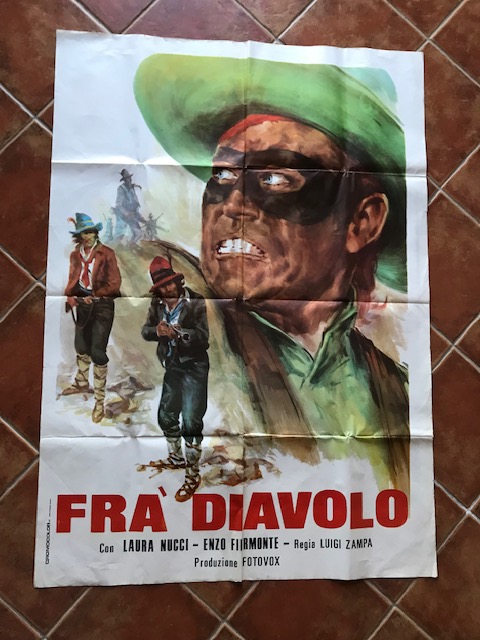 FRA' DIAVOLO
Con LAURA NUCCI - ENZO FIERMONTE - Regia LUIGI ZAMPA
Produzione FOTOVOX